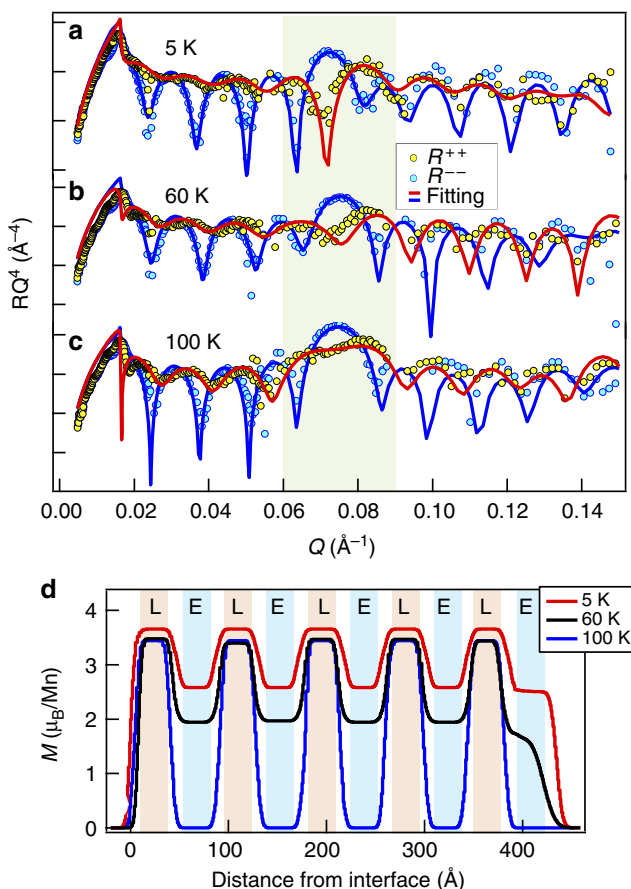 a
5 K
R++
R−−
Fitting
b
60 K
RQ4 (Å–4)
c
100 K
0.00 0.02 0.04 0.06 0.08 0.10 0.12 0.14
Q (Å–1)
d
L E L E L E L E L E
5 K
60 K
100 K
4
3
2
1
0
M (μB/Mn)
0 100 200 300 400
Distance from interface (Å)